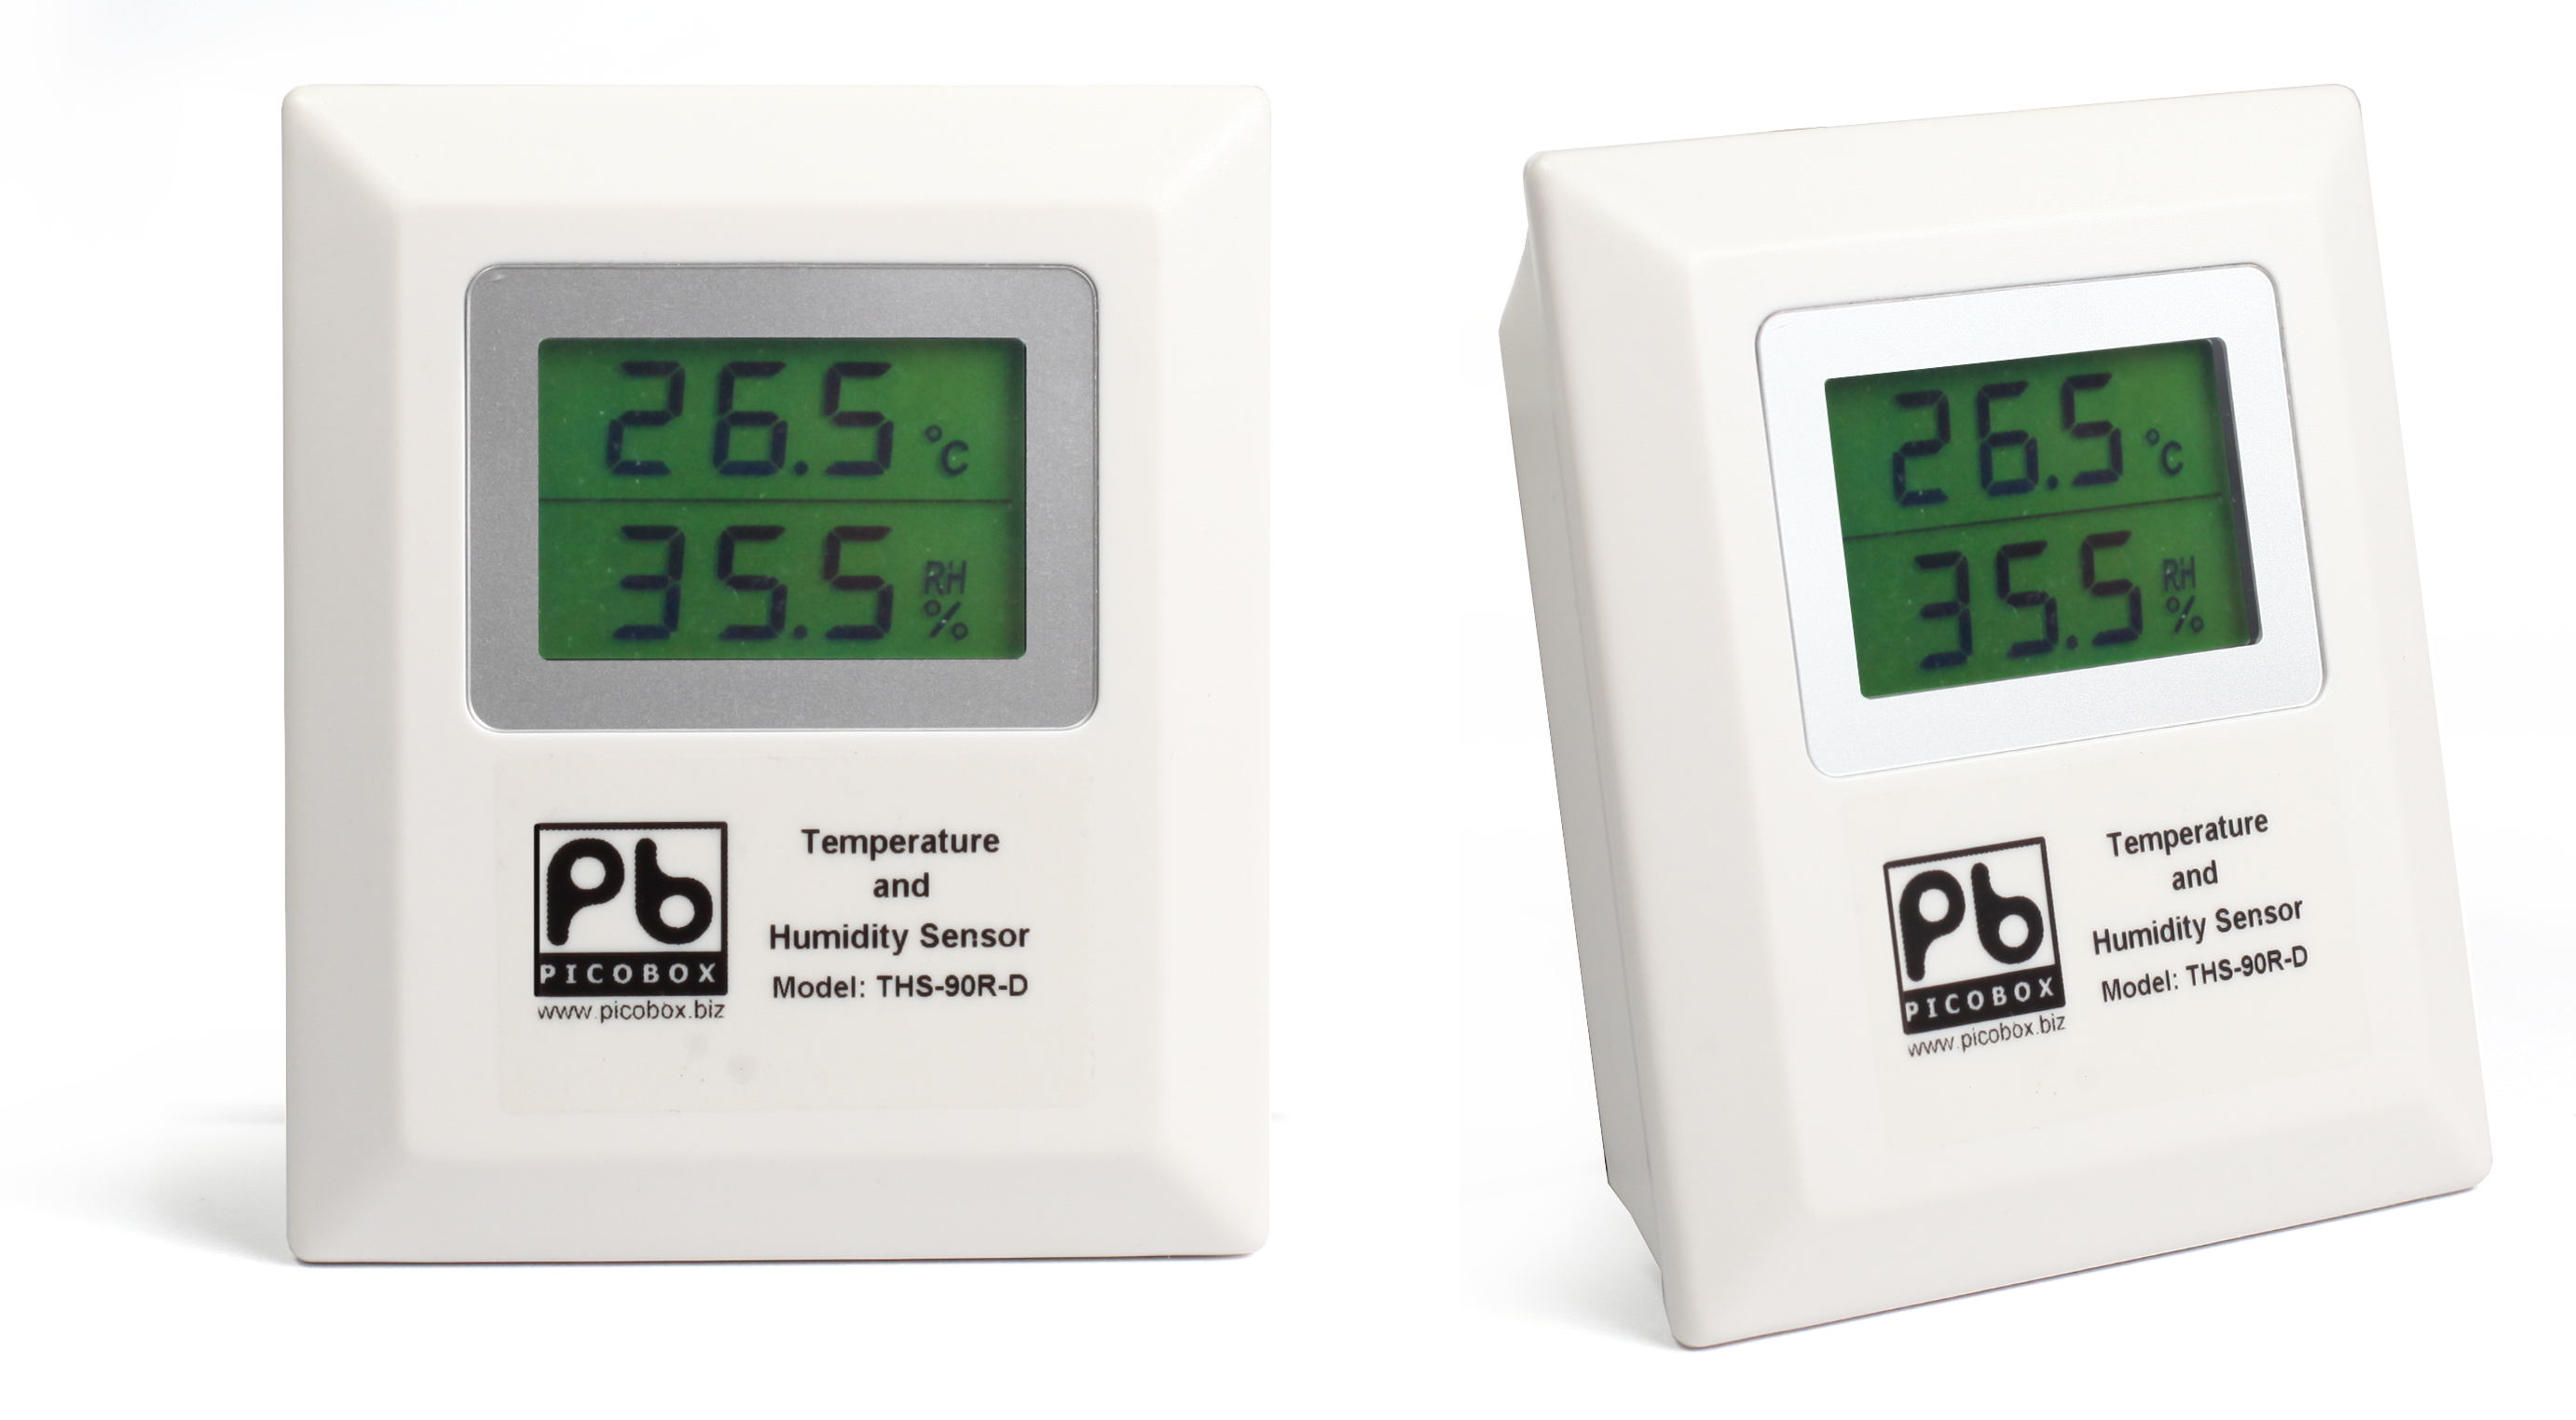 26.5 °C
35.5 RH %
Pb
PICOBOX
www.picobox.biz
Temperature
and
Humidity Sensor
Model: THS-90R-D
26.5 °C
35.5 RH %
Pb
PICOBOX
www.picobox.biz
Temperature
and
Humidity Sensor
Model: THS-90R-D